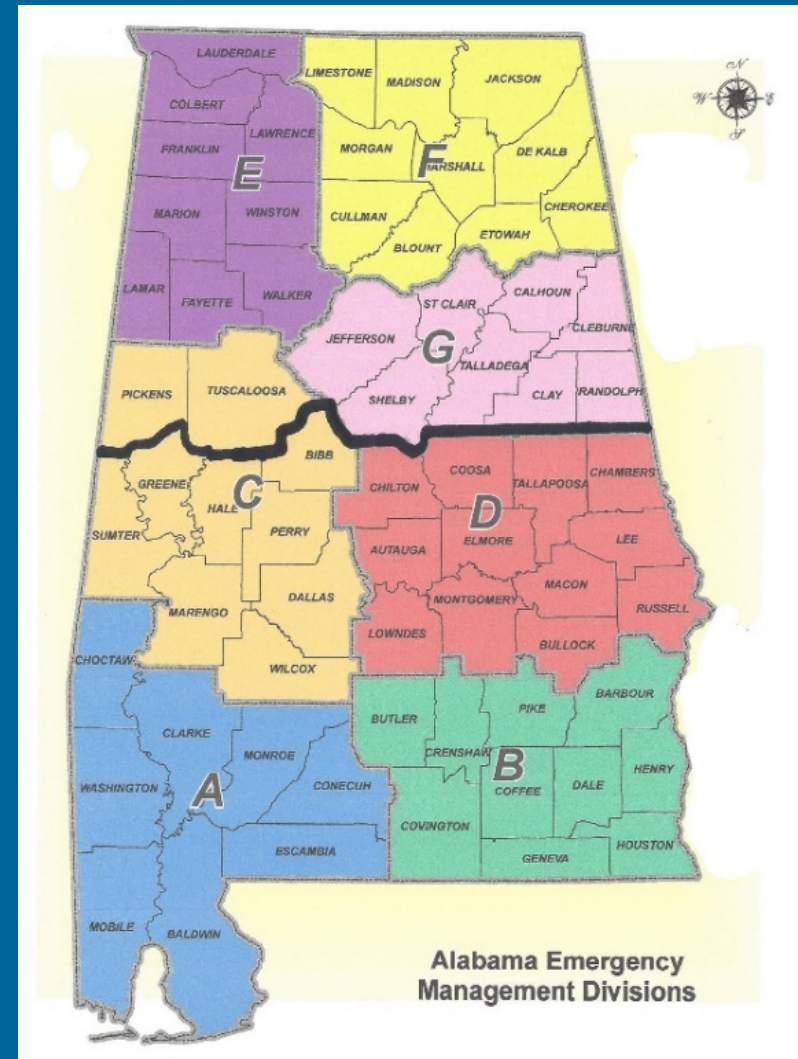 N
W
E
S
LAUDERDALE
LIMESTONE
MADISON
JACKSON
COLBERT
LAWRENCE
FRANKLIN
MORGAN
MARSHALL
DE KALB
E
F
MARION
WINSTON
CULLMAN
CHEROKEE
BLOUNT
ETOWAH
LAMAR
FAYETTE
WALKER
ST CLAIR
CALHOUN
JEFFERSON
CLEBURNE
G
TALLADEGA
PICKENS
TUSCALOOSA
SHELBY
CLAY
RANDOLPH
BIBB
GREENE
HALE
C
CHILTON
COOSA
TALLAPOOSA
CHAMBERS
SUMTER
PERRY
D
AUTAUGA
ELMORE
LEE
MARENGO
DALLAS
MONTGOMERY
MACON
RUSSELL
LOWNDES
BULLOCK
CHOCTAW
WILCOX
CLARKE
BUTLER
PIKE
BARBOUR
MONROE
CRENSHAW
B
WASHINGTON
A
CONECUH
COFFEE
DALE
HENRY
COVINGTON
ESCAMBIA
GENEVA
HOUSTON
MOBILE
BALDWIN
Alabama Emergency
Management Divisions